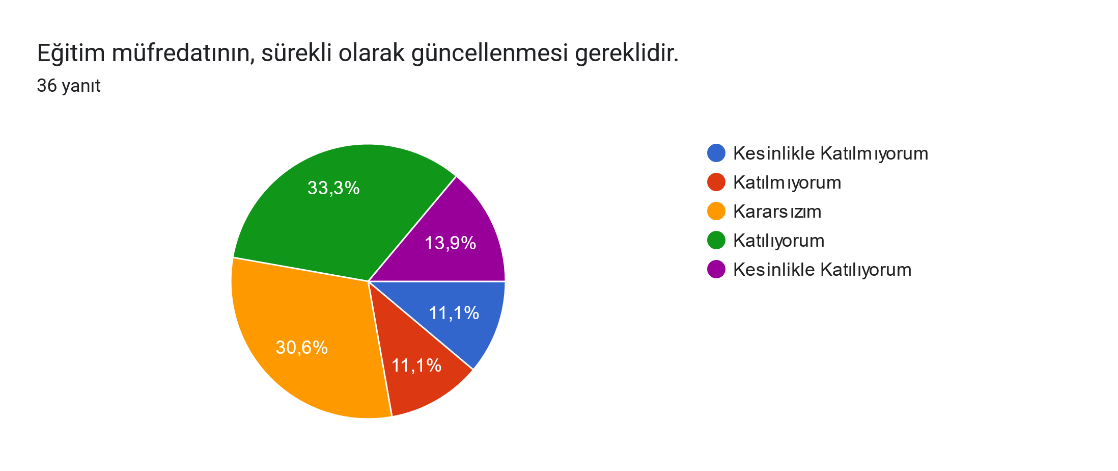 Eğitim müfredatının, sürekli olarak güncellenmesi gereklidir.
36 yanıt
Kesinlikle Katılmıyorum
Katılmıyorum
Kararsızım
Katılıyorum
Kesinlikle Katılıyorum
33,3%
13,9%
11,1%
30,6%
11,1%